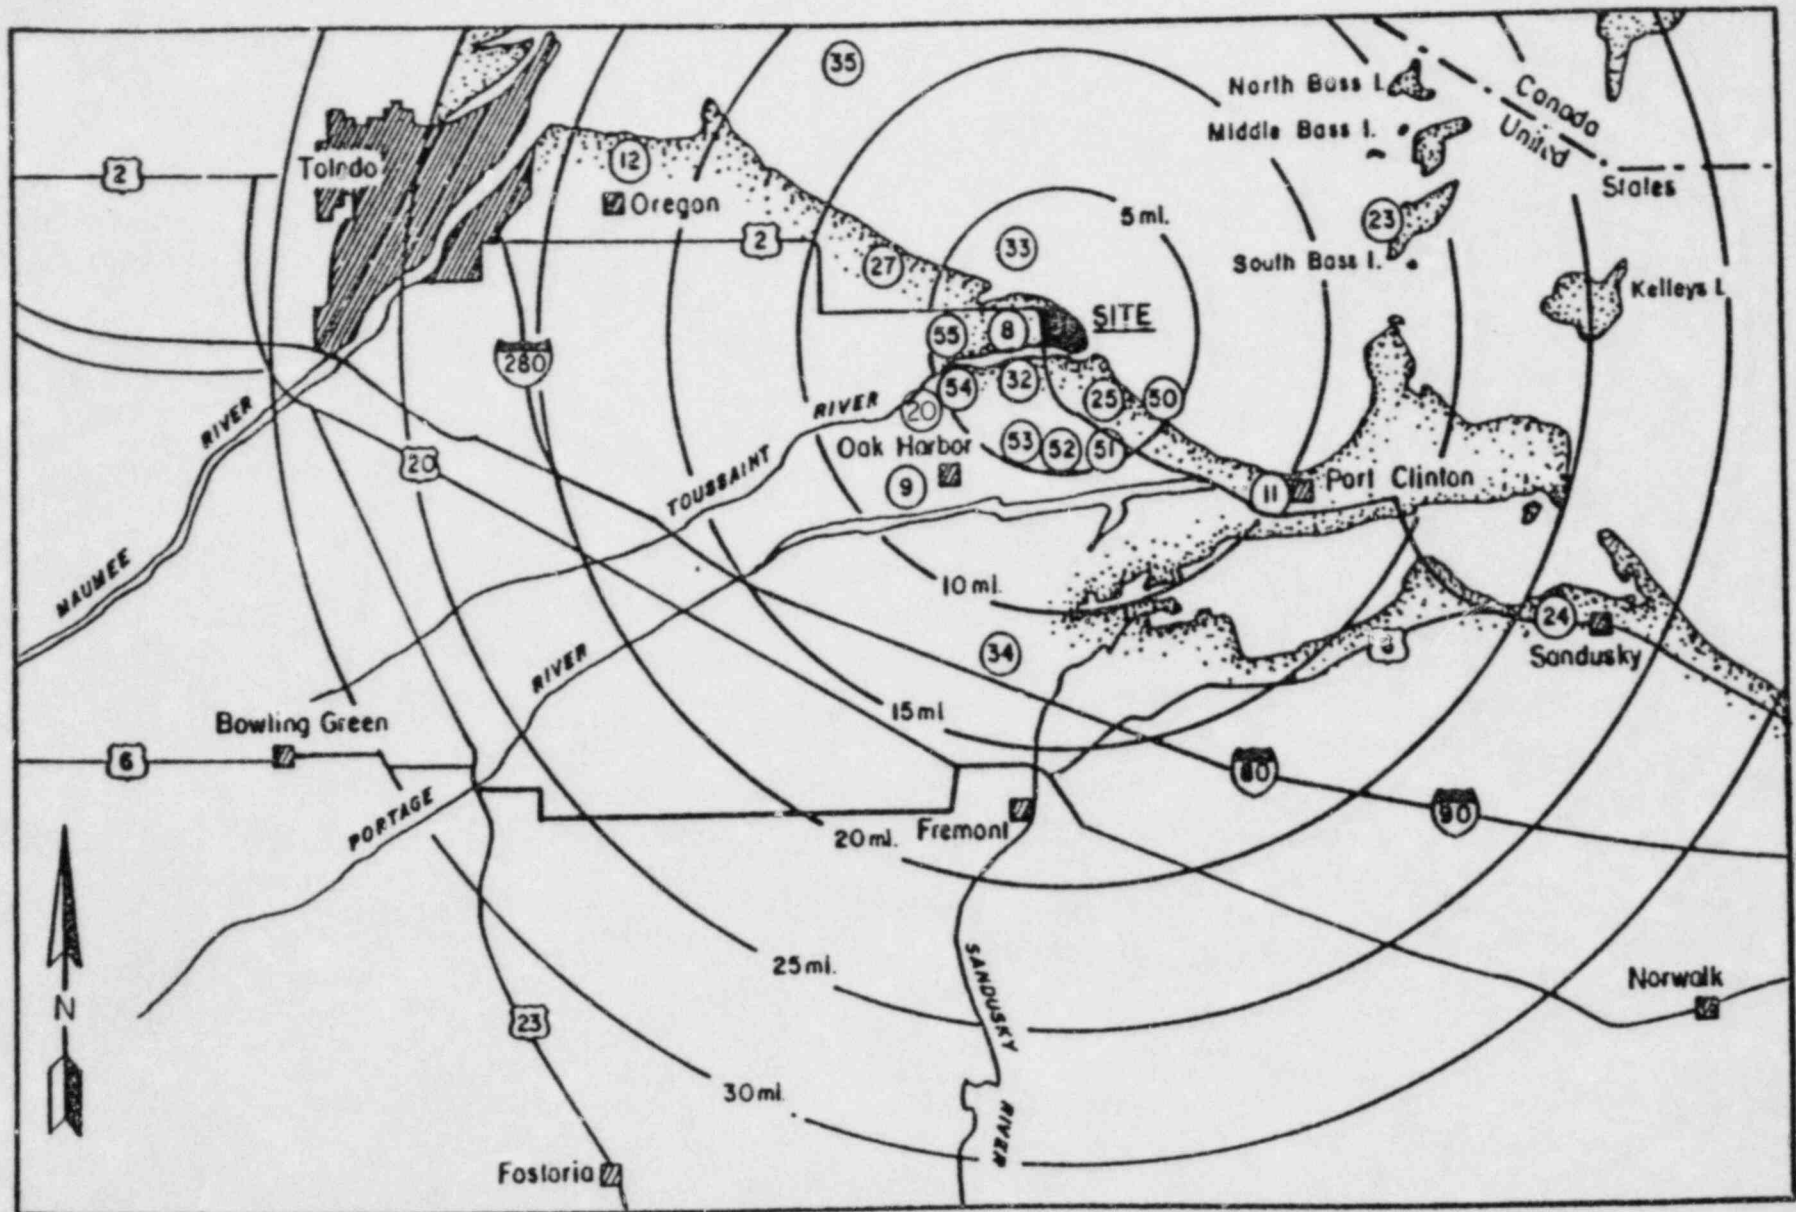 35
North Bass I.
Canada
Middle Bass I.
United
States
2
Toledo
12
Oregon
5 mi.
23
2
33
27
South Bass I.
Kelleys I.
SITE
55
8
280
54
32
25
50
20
RIVER
RIVER
Oak Harbor
53
52
51
20
TOUSSAINT
9
11
Port Clinton
MAUMEE
10 mi.
24
34
RIVER
Sandusky
15 mi
Bowling Green
6
80
90
PORTAGE
20 mi.
Fremont
25 mi.
SANDUSKY
Norwalk
N
23
30 mi.
RIVER
Fostoria